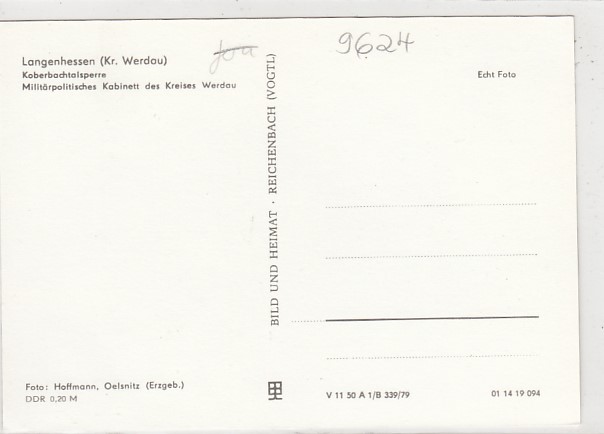 Langenhessen (Kr. Werdau)
Koberbachtalsperre
Militärpolitisches Kabinett des Kreises Werdau
9624
Echt Foto
BILD UND HEIMAT · REICHENBACH (VOGTL)
Foto: Hoffmann, Oelsnitz (Erzgeb.)
DDR 0,20 M
V 11 50 A 1/B 339/79
01 14 19 094